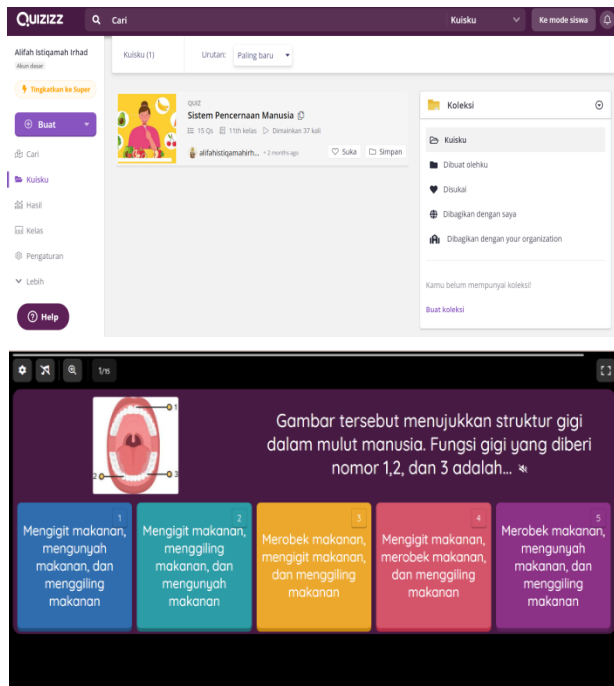 QUIZIZZ
Cari
Kuisku
Ke mode siswa
Alifah Istiqamah Irhad
Akun dasar
Tingkatkan ke Super
Buat
Cari
Kuisku
Hasil
Kelas
Pengaturan
Lebih
Help
Kuisku (1)
Urutan:
Paling baru
QUIZ
Sistem Pencernaan Manusia
15 Qs
11th kelas
Dimainkan 37 kali
alifahistiqamahirh...
• 2 months ago
Suka
Simpan
Koleksi
Kuisku
Dibuat olehku
Disukai
Dibagikan dengan saya
Dibagikan dengan your organization
Kamu belum mempunyai koleksi!
Buat koleksi
1/15
1
2
3
Gambar tersebut menujukkan struktur gigi
dalam mulut manusia. Fungsi gigi yang diberi
nomor 1,2, dan 3 adalah...
1
Mengigit makanan,
mengunyah
makanan, dan
menggiling
makanan
2
Mengigit makanan,
menggiling
makanan, dan
mengunyah
makanan
3
Merobek makanan,
mengigit makanan,
dan menggiling
makanan
4
Mengigit makanan,
merobek makanan,
dan menggiling
makanan
5
Merobek makanan,
mengunyah
makanan, dan
menggiling
makanan